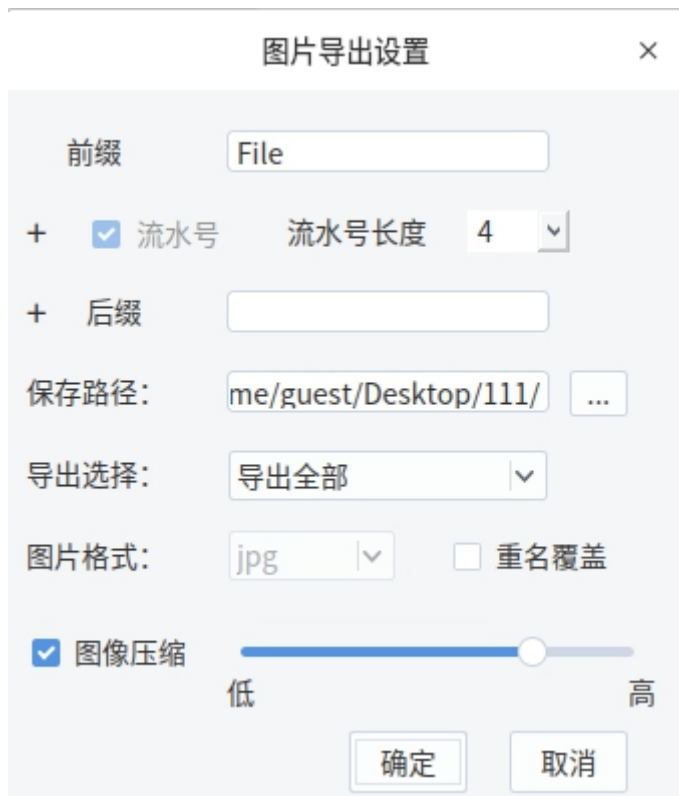 图片导出设置 ×
前缀 File
+ 流水号 流水号长度 4
+ 后缀
保存路径： me/guest/Desktop/111/ ...
导出选择： 导出全部
图片格式： jpg 重名覆盖
图像压缩
低 高
确定 取消